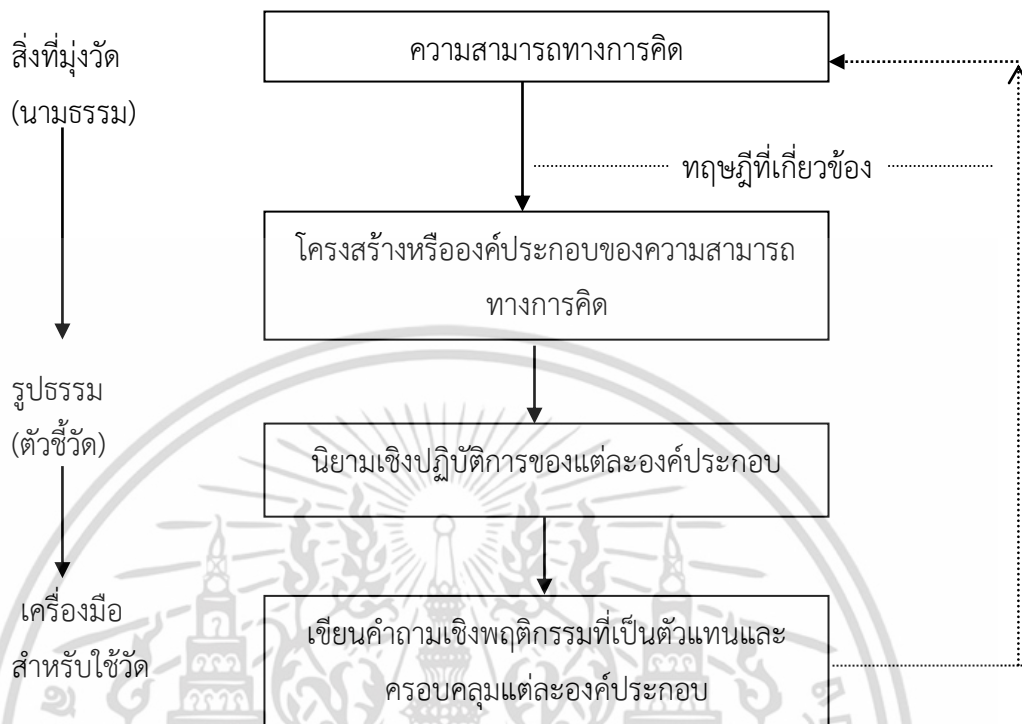 สิ่งที่มุ่งวัด
(นามธรรม)
ความสามารถทางการคิด
ทฤษฎีที่เกี่ยวข้อง
โครงสร้างหรือองค์ประกอบของความสามารถ
ทางการคิด
รูปธรรม
(ตัวชี้วัด)
นิยามเชิงปฏิบัติการของแต่ละองค์ประกอบ
เครื่องมือ
สำหรับใช้วัด
เขียนคำถามเชิงพฤติกรรมที่เป็นตัวแทนและ
ครอบคลุมแต่ละองค์ประกอบ